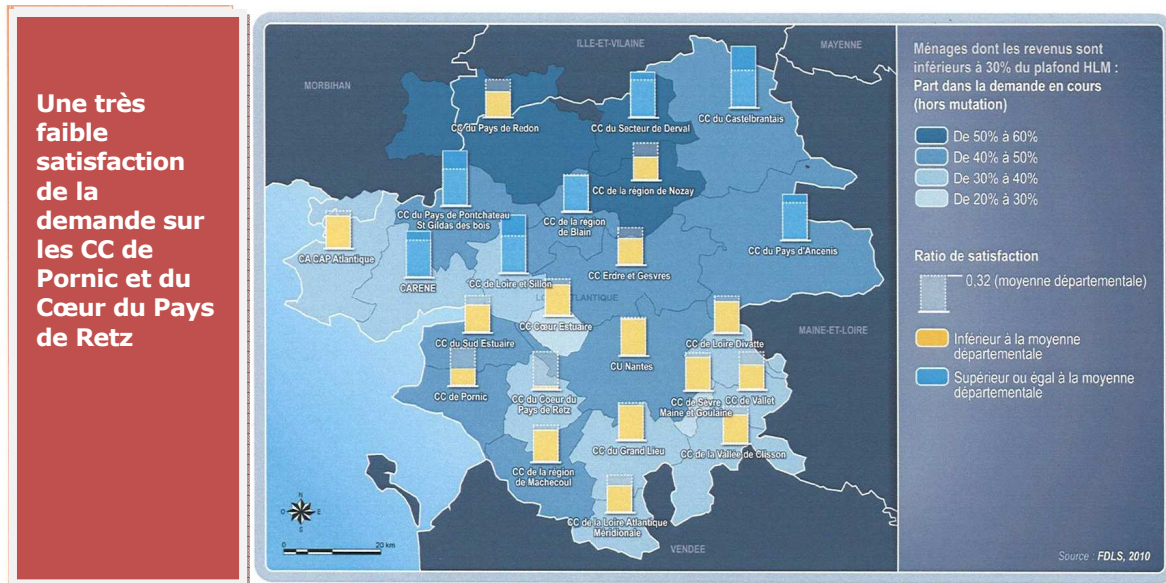 Une très
faible
satisfaction
de la
demande sur
les CC de
Pornic et du
Cœur du Pays
de Retz
ILLE-ET-VILAINE
MAYENNE
MORBIHAN
CC du Pays de Redon
CC du Secteur de Derval
CC du Castelbrantais
CC de la région de Nozay
CC du Pays de Pontchateau
St Gildas des bois
CC de la région
de Blain
CC du Pays d'Ancenis
CA CAP Atlantique
CARENE
CC de Loire et Sillon
CC Erdre et Gesvres
LOIRE-ATLANTIQUE
CC Cœur Estuaire
CC du Sud Estuaire
CU Nantes
CC de Loire Divatte
MAINE-ET-LOIRE
CC de Pornic
CC du Coeur du
Pays de Retz
CC de Sèvre
Maine et Goulaine
CC de Vallet
CC du Grand Lieu
CC de la Vallée de Clisson
CC de la région
de Machecoul
CC de la Loire Atlantique
Méridionale
VENDEE
N
O
E
S
0
20 km
Ménages dont les revenus sont
inférieurs à 30% du plafond HLM :
Part dans la demande en cours
(hors mutation)
De 50% à 60%
De 40% à 50%
De 30% à 40%
De 20% à 30%
Ratio de satisfaction
0,32 (moyenne départementale)
Inférieur à la moyenne
départementale
Supérieur ou égal à la moyenne
départementale
Source : FDLS, 2010